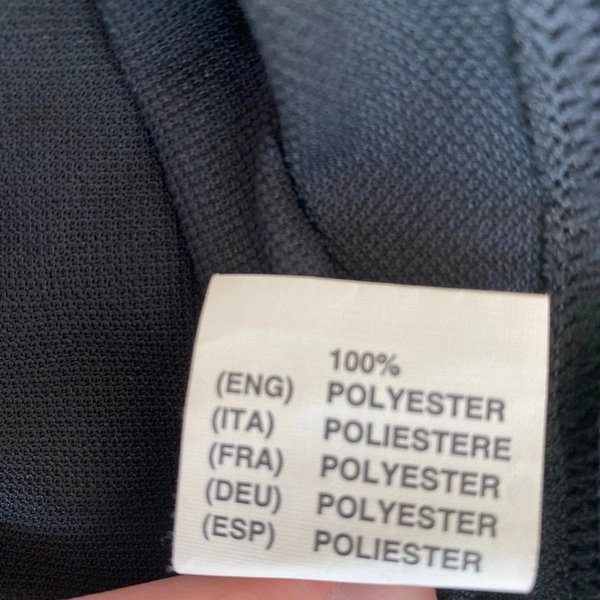 100%
(ENG) POLYESTER
(ITA) POLIESTERE
(FRA) POLYESTER
(DEU) POLYESTER
(ESP) POLIESTER